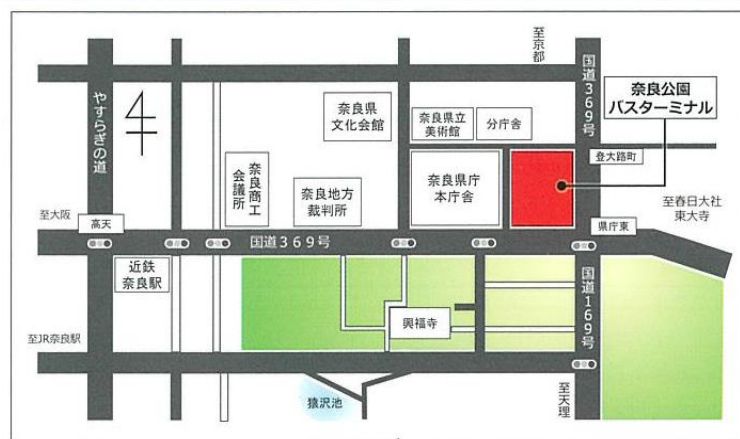 至京都
国道369号
奈良公園
バスターミナル
やすらぎの道
奈良県
文化会館
奈良県立
美術館
分庁舎
登大路町
奈良商工
会議所
奈良地方
裁判所
奈良県庁
本庁舎
至春日大社
東大寺
至大阪
高天
国道369号
県庁東
近鉄
奈良駅
国道169号
興福寺
至JR奈良駅
猿沢池
至天理